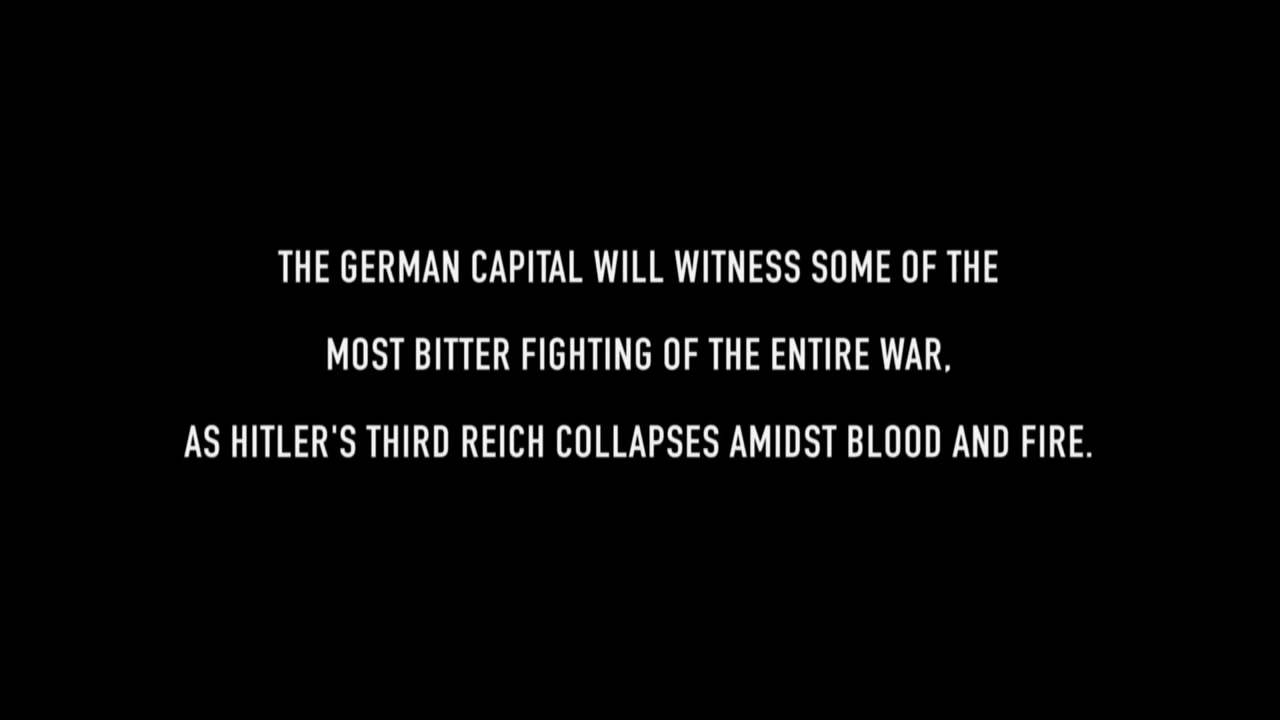 THE GERMAN CAPITAL WILL WITNESS SOME OF THE
MOST BITTER FIGHTING OF THE ENTIRE WAR,
AS HITLER'S THIRD REICH COLLAPSES AMIDST BLOOD AND FIRE.